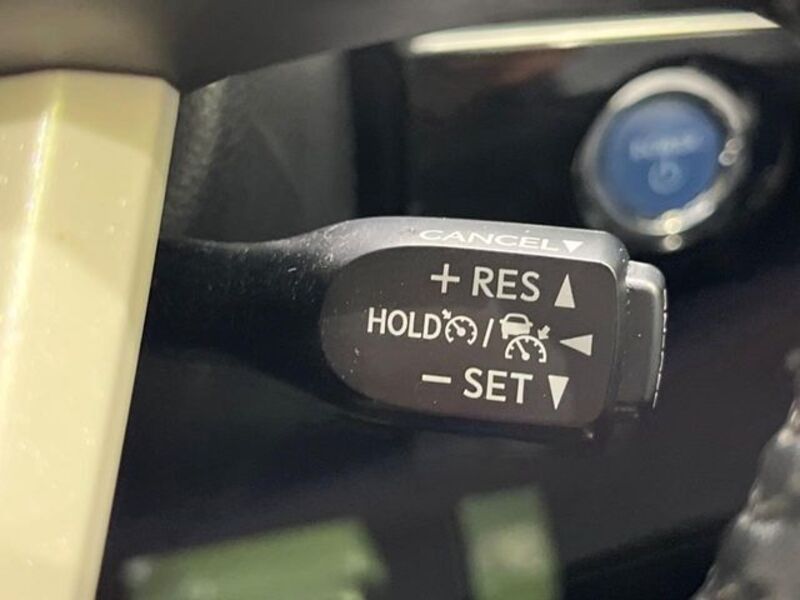 CANCEL▼
+ RES ▲
HOLD / ◀
− SET ▼